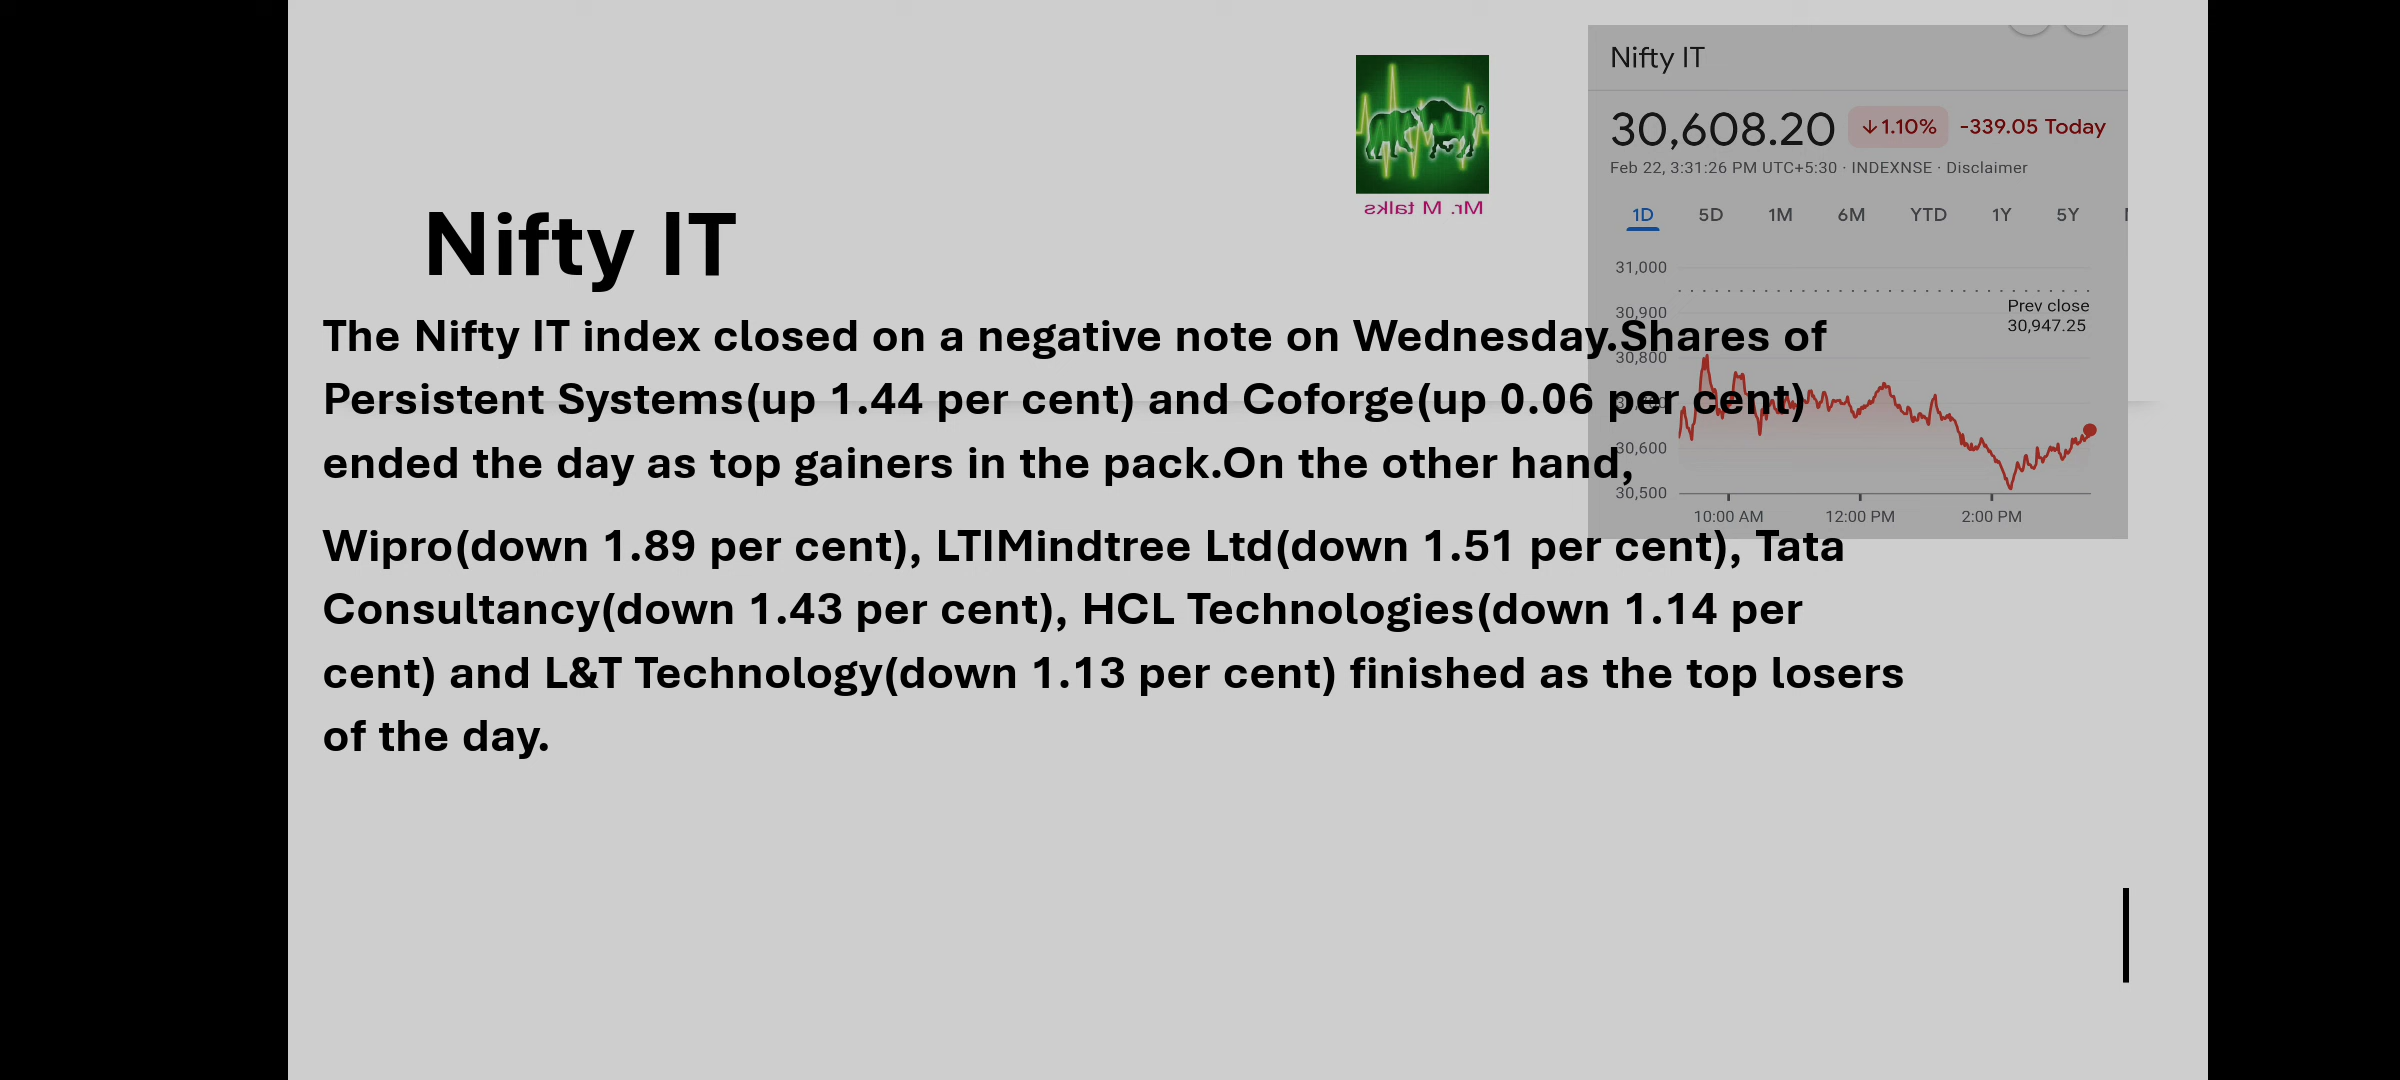 Nifty IT
30,608.20 ↓1.10% -339.05 Today
Feb 22, 3:31:26 PM UTC+5:30 · INDEXNSE · Disclaimer
1D 5D 1M 6M YTD 1Y 5Y
31,000
30,900
30,800
30,600
30,500
Prev close
30,947.25
10:00 AM 12:00 PM 2:00 PM
Mr. M talks
Nifty IT
The Nifty IT index closed on a negative note on Wednesday.Shares of
Persistent Systems(up 1.44 per cent) and Coforge(up 0.06 per cent)
ended the day as top gainers in the pack.On the other hand,
Wipro(down 1.89 per cent), LTIMindtree Ltd(down 1.51 per cent), Tata
Consultancy(down 1.43 per cent), HCL Technologies(down 1.14 per
cent) and L&T Technology(down 1.13 per cent) finished as the top losers
of the day.